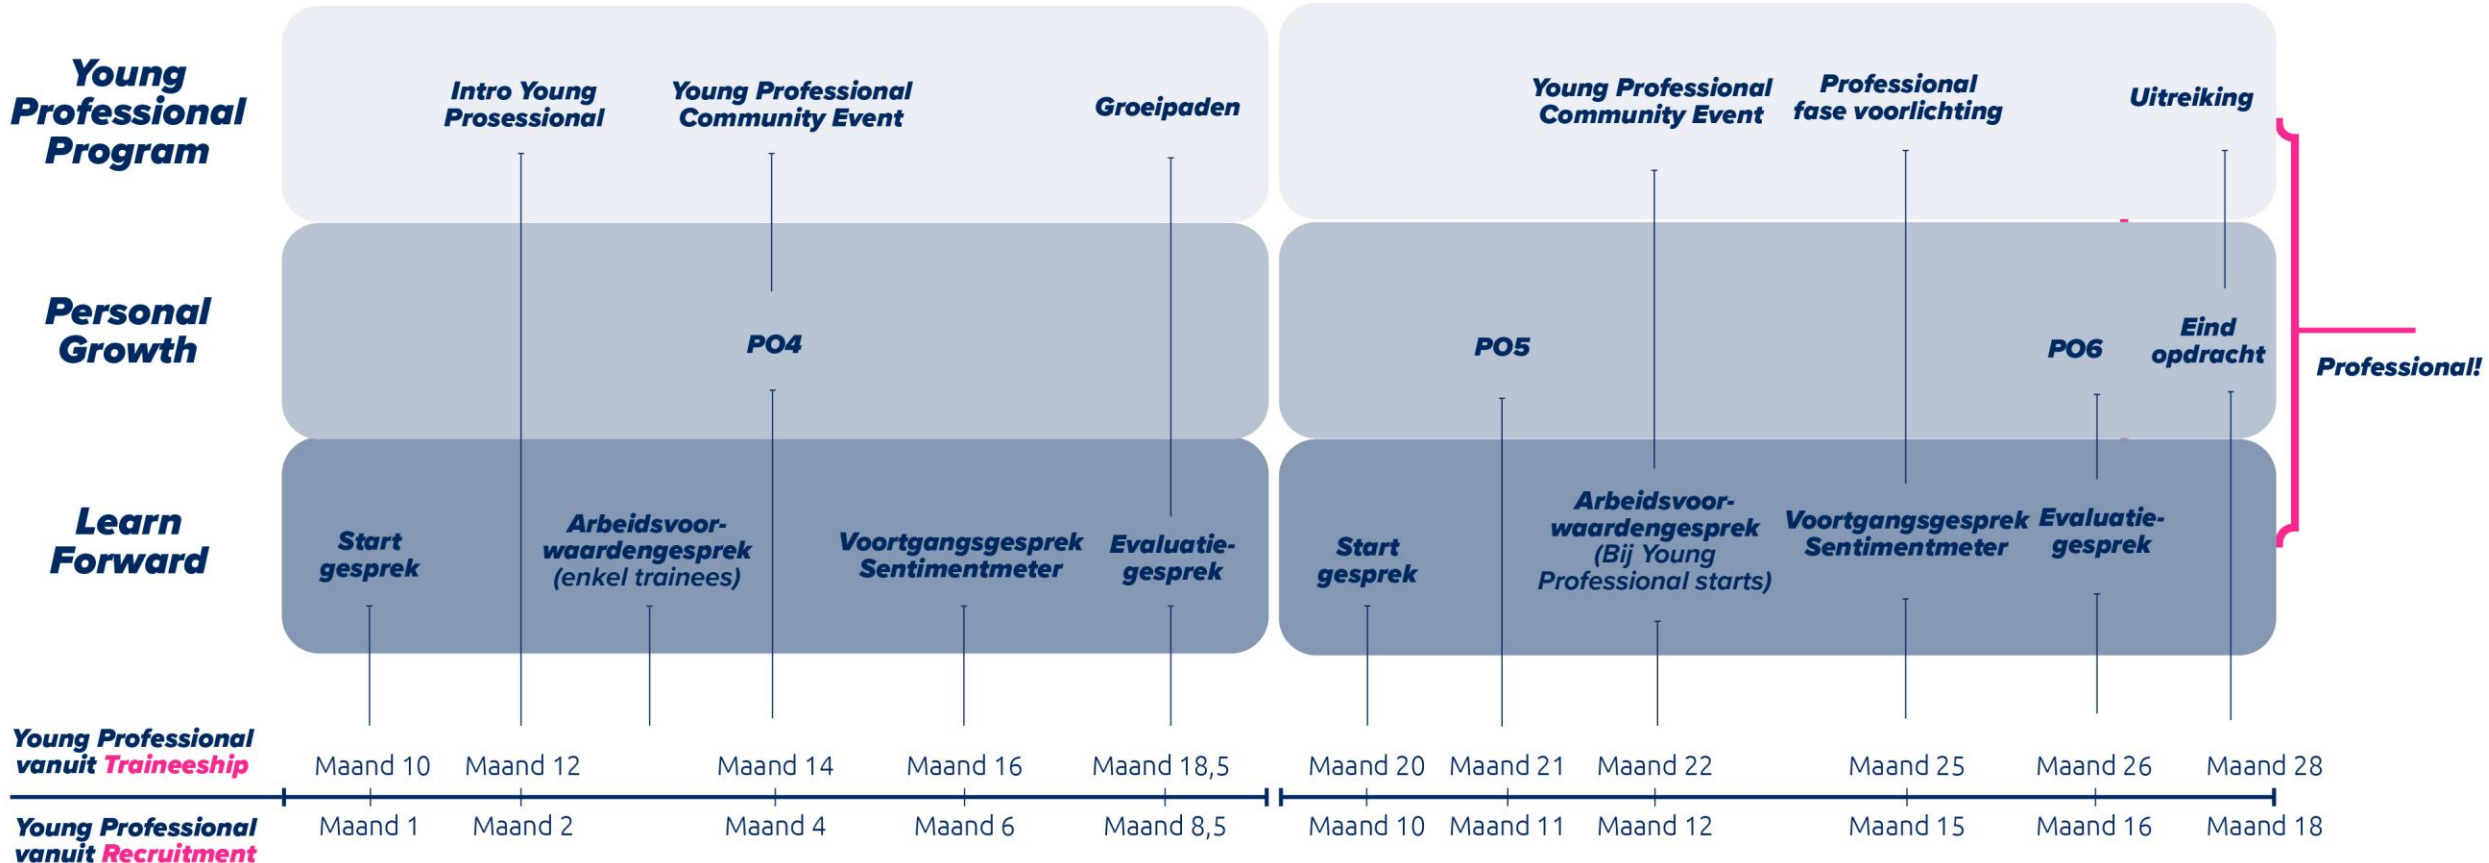 Young
Professional
Program
Intro Young
Prosessional
Young Professional
Community Event
Groeipaden
Young Professional
Community Event
Professional
fase voorlichting
Uitreiking
Personal
Growth
PO4
PO5
PO6
Eind
opdracht
Professional!
Learn
Forward
Start
gesprek
Arbeidsvoor-
waardengesprek
(enkel trainees)
Voortgangsgesprek
Sentimentmeter
Evaluatie-
gesprek
Start
gesprek
Arbeidsvoor-
waardengesprek
(Bij Young
Professional starts)
Voortgangsgesprek
Sentimentmeter
Evaluatie-
gesprek
Young Professional
vanuit Traineeship
Maand 10 Maand 12 Maand 14 Maand 16 Maand 18,5 Maand 20 Maand 21 Maand 22 Maand 25 Maand 26 Maand 28
Young Professional
vanuit Recruitment
Maand 1 Maand 2 Maand 4 Maand 6 Maand 8,5 Maand 10 Maand 11 Maand 12 Maand 15 Maand 16 Maand 18